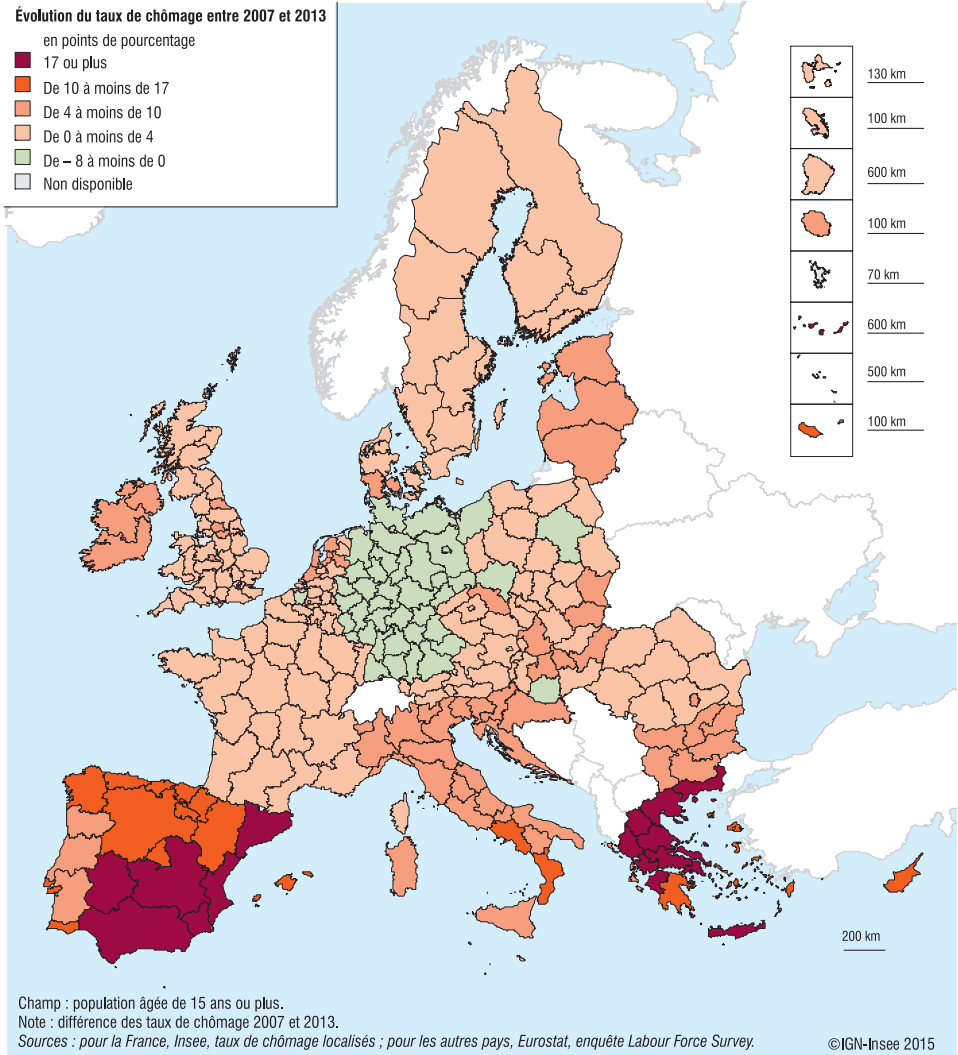 Évolution du taux de chômage entre 2007 et 2013
en points de pourcentage
17 ou plus
De 10 à moins de 17
De 4 à moins de 10
De 0 à moins de 4
De – 8 à moins de 0
Non disponible
130 km
100 km
600 km
100 km
70 km
600 km
500 km
100 km
200 km
Champ : population âgée de 15 ans ou plus.
Note : différence des taux de chômage 2007 et 2013.
Sources : pour la France, Insee, taux de chômage localisés ; pour les autres pays, Eurostat, enquête Labour Force Survey.
©IGN-Insee 2015